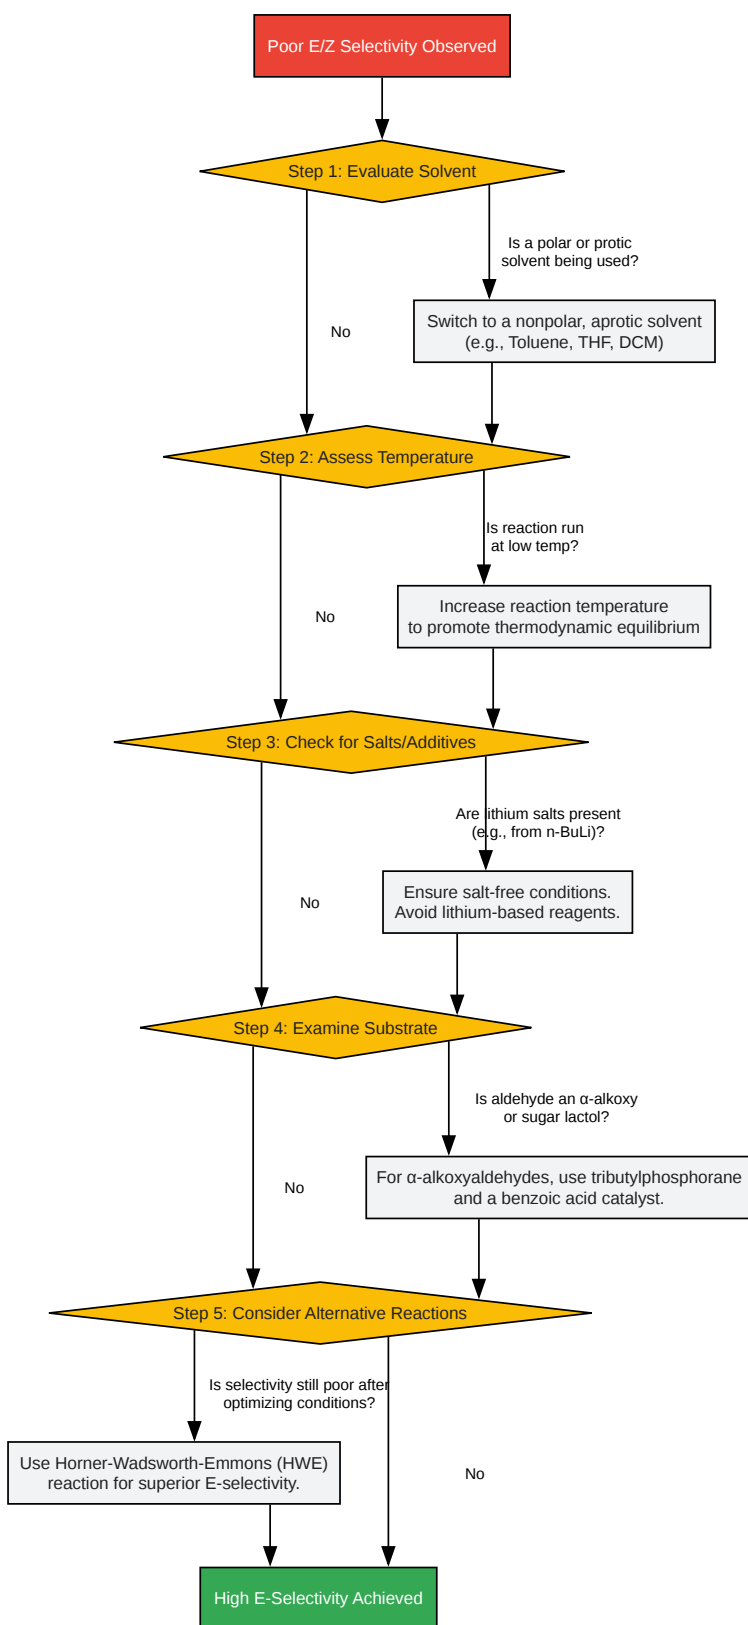 Poor E/Z Selectivity Observed
Step 1: Evaluate Solvent
Is a polar or protic
solvent being used?
No
Switch to a nonpolar, aprotic solvent
(e.g., Toluene, THF, DCM)
Step 2: Assess Temperature
Is reaction run
at low temp?
No
Increase reaction temperature
to promote thermodynamic equilibrium
Step 3: Check for Salts/Additives
Are lithium salts present
(e.g., from n-BuLi)?
No
Ensure salt-free conditions.
Avoid lithium-based reagents.
Step 4: Examine Substrate
Is aldehyde an α-alkoxy
or sugar lactol?
No
For α-alkoxyaldehydes, use tributylphosphorane
and a benzoic acid catalyst.
Step 5: Consider Alternative Reactions
Is selectivity still poor after
optimizing conditions?
Use Horner-Wadsworth-Emmons (HWE)
reaction for superior E-selectivity.
No
High E-Selectivity Achieved